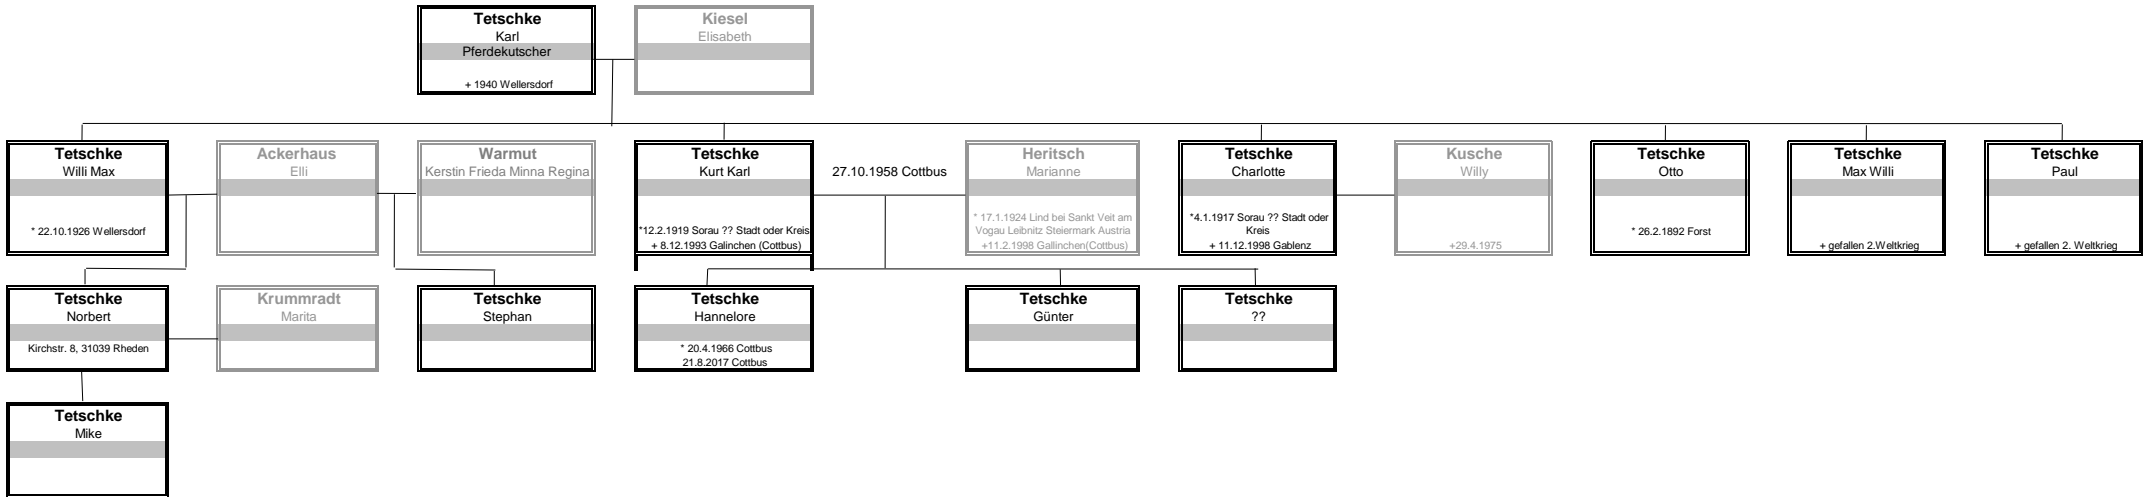 Tetschke
Karl
Pferdekutscher
+ 1940 Wellersdorf
Kiesel
Elisabeth
Tetschke
Willi Max
* 22.10.1926 Wellersdorf
Ackerhaus
Elli
Warmut
Kerstin Frieda Minna Regina
Tetschke
Kurt Karl
*12.2.1919 Sorau ?? Stadt oder Kreis
+ 8.12.1993 Galinchen (Cottbus)
27.10.1958 Cottbus
Heritsch
Marianne
* 17.1.1924 Lind bei Sankt Veit am
Vogau Leibnitz Steiermark Austria
+11.2.1998 Gallinchen(Cottbus)
Tetschke
Charlotte
*4.1.1917 Sorau ?? Stadt oder
Kreis
+ 11.12.1998 Gablenz
Kusche
Willy
+29.4.1975
Tetschke
Otto
* 26.2.1892 Forst
Tetschke
Max Willi
+ gefallen 2.Weltkrieg
Tetschke
Paul
+ gefallen 2. Weltkrieg
Tetschke
Norbert
Kirchstr. 8, 31039 Rheden
Krummradt
Marita
Tetschke
Stephan
Tetschke
Hannelore
* 20.4.1966 Cottbus
21.8.2017 Cottbus
Tetschke
Günter
Tetschke
??
Tetschke
Mike